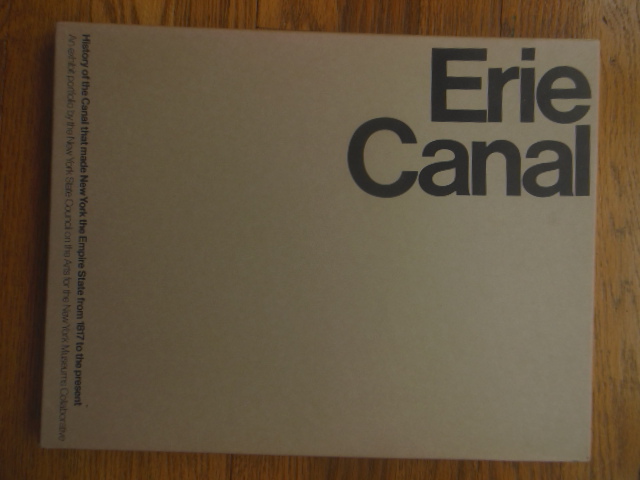 Erie
Canal
History of the Canal that made New York the Empire State from 1817 to the present
An exhibit portfolio by the New York State Council on the Arts for the New York Museums Collaborative